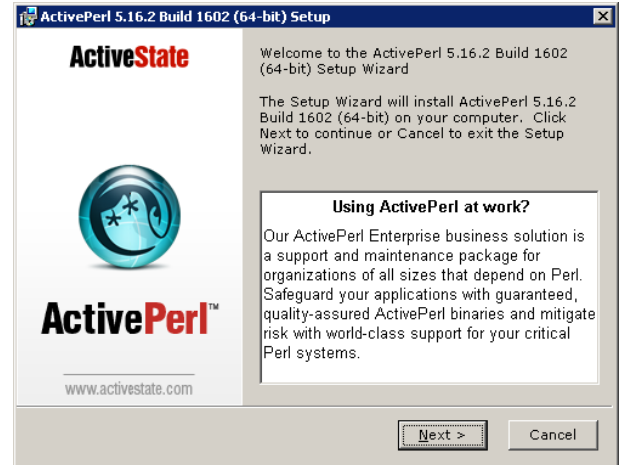 ActivePerl 5.16.2 Build 1602 (64-bit) Setup
ActiveState
Welcome to the ActivePerl 5.16.2 Build 1602
(64-bit) Setup Wizard
The Setup Wizard will install ActivePerl 5.16.2
Build 1602 (64-bit) on your computer.  Click
Next to continue or Cancel to exit the Setup
Wizard.
Using ActivePerl at work?
Our ActivePerl Enterprise business solution is
a support and maintenance package for
organizations of all sizes that depend on Perl.
Safeguard your applications with guaranteed,
quality-assured ActivePerl binaries and mitigate
risk with world-class support for your critical
Perl systems.
ActivePerl™
www.activestate.com
Next >
Cancel